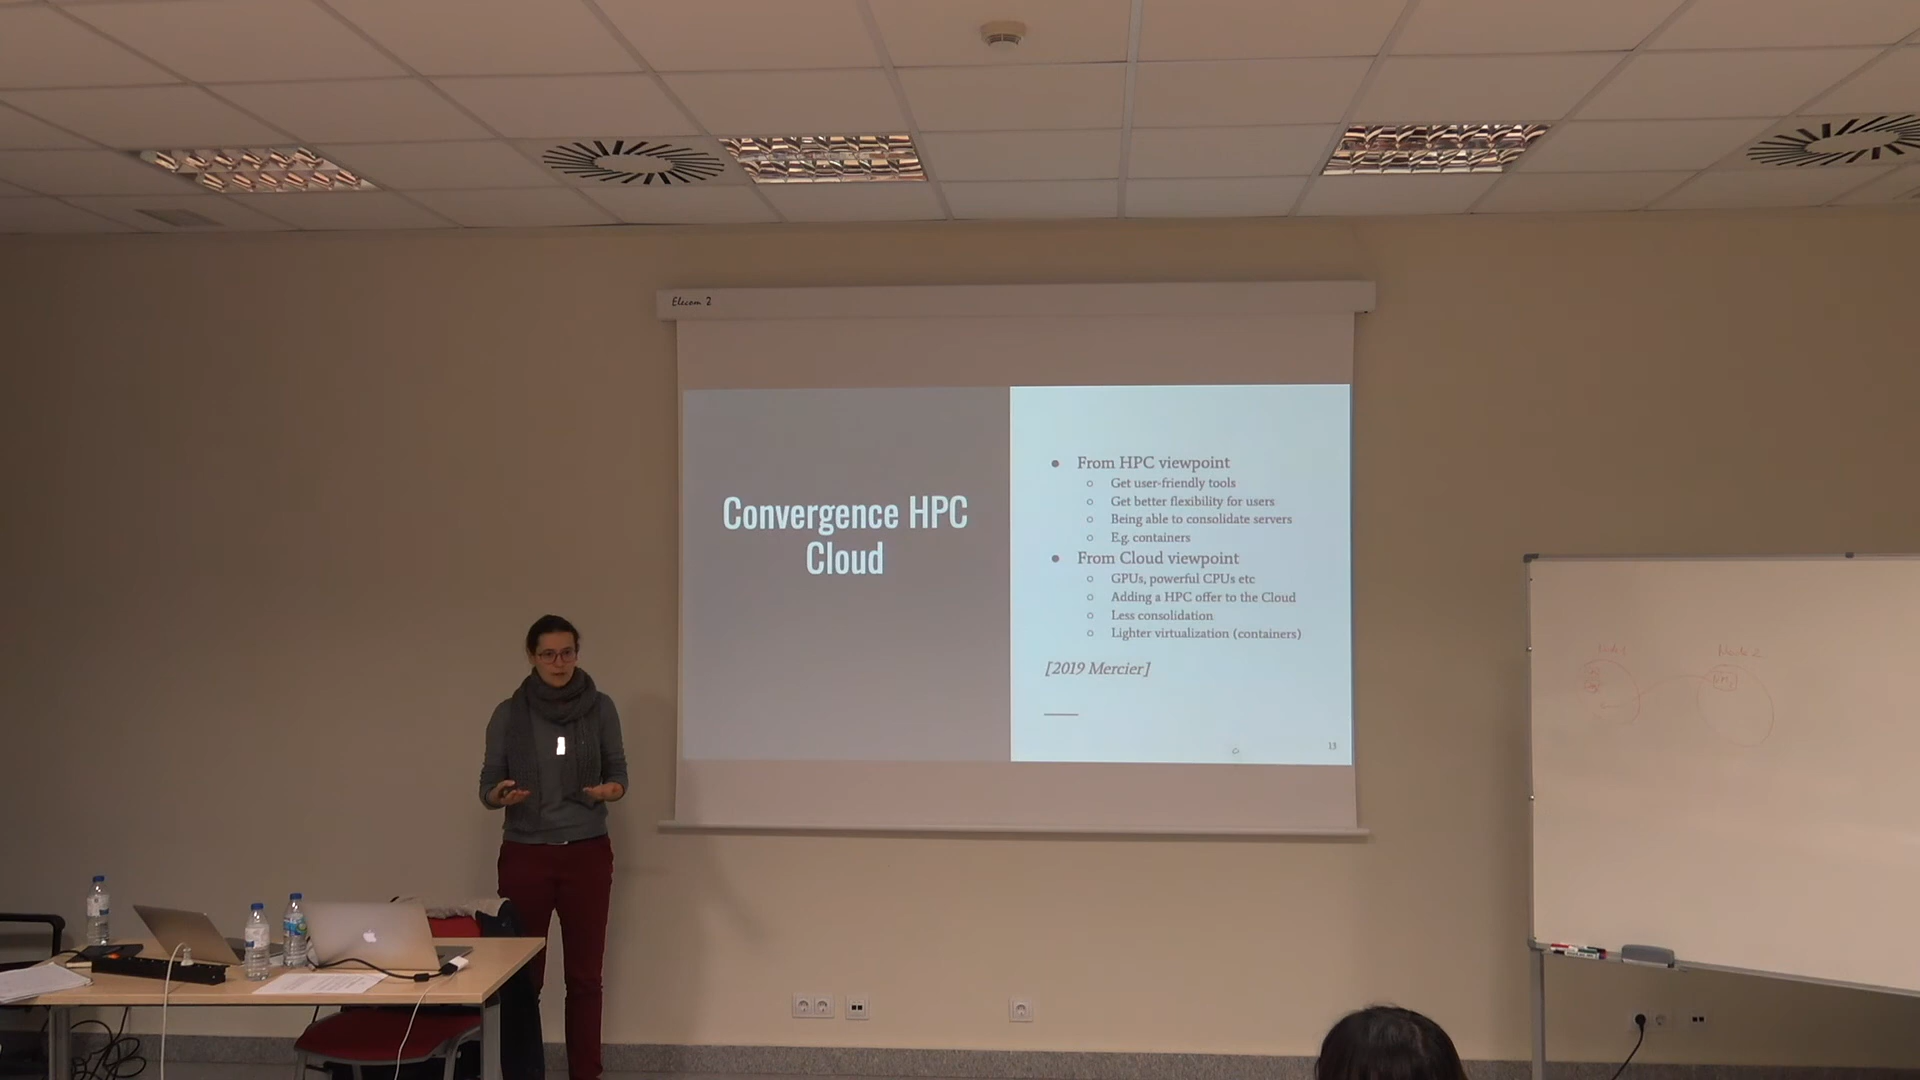 Elecom 2
Convergence HPC
Cloud
● From HPC viewpoint
○ Get user-friendly tools
○ Get better flexibility for users
○ Being able to consolidate servers
○ E.g. containers
● From Cloud viewpoint
○ GPUs, powerful CPUs etc
○ Adding a HPC offer to the Cloud
○ Less consolidation
○ Lighter virtualization (containers)
[2019 Mercier]
13